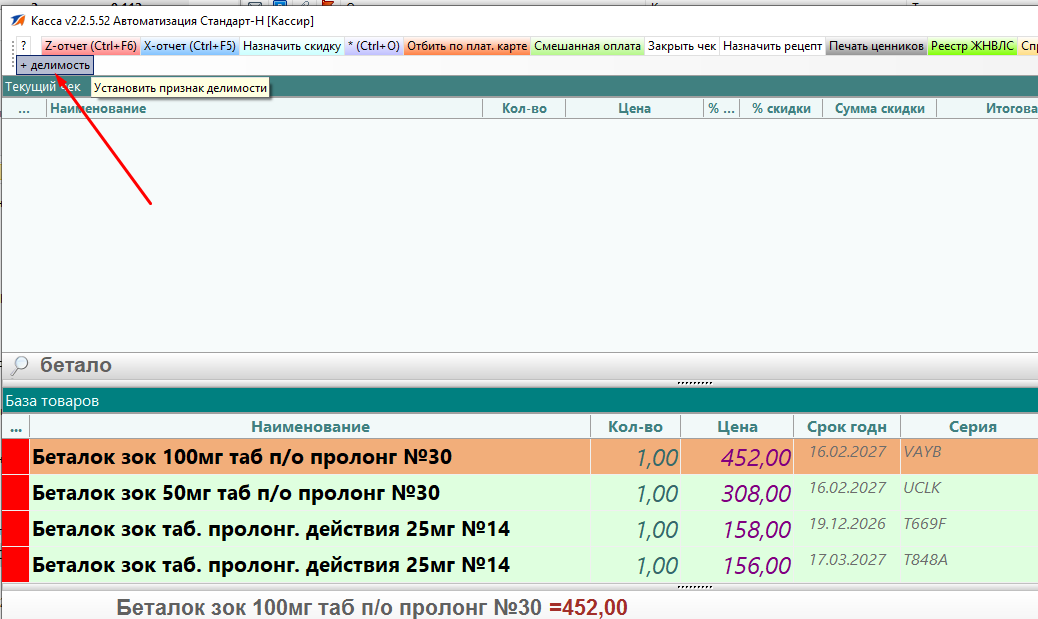 Касса v2.2.5.52 Автоматизация Стандарт-Н [Кассир]
? Z-отчет (Ctrl+F6) X-отчет (Ctrl+F5) Назначить скидку * (Ctrl+O) Отбить по плат. карте Смешанная оплата Закрыть чек Назначить рецепт Печать ценников Реестр ЖНВЛС Спр
+ делимость
Текущий чек Установить признак делимости
... Наименование Кол-во Цена % ... % скидки Сумма скидки Итогова
бетало
База товаров
... Наименование Кол-во Цена Срок годн Серия
Беталок зок 100мг таб п/о пролонг №30 1,00 452,00 16.02.2027 VAYB
Беталок зок 50мг таб п/о пролонг №30 1,00 308,00 16.02.2027 UCLK
Беталок зок таб. пролонг. действия 25мг №14 1,00 158,00 19.12.2026 T669F
Беталок зок таб. пролонг. действия 25мг №14 1,00 156,00 17.03.2027 T848A
Беталок зок 100мг таб п/о пролонг №30 =452,00